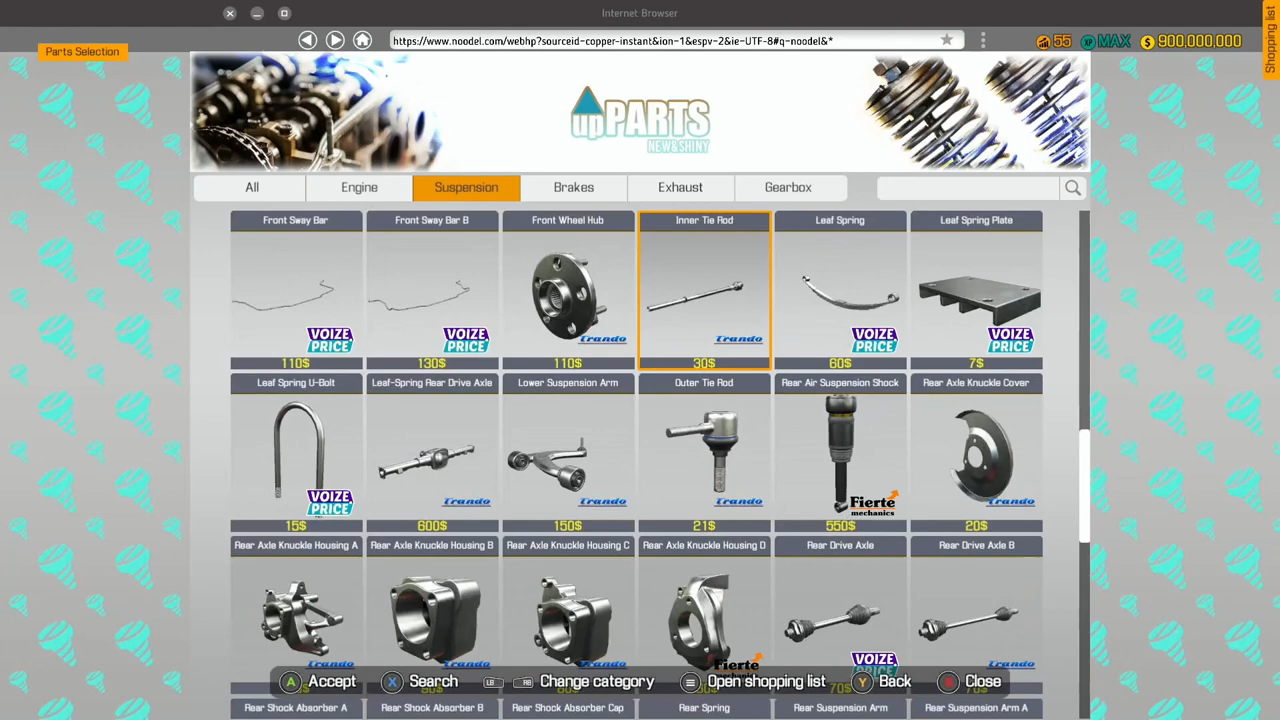 Internet Browser
Parts Selection
https://www.noodel.com/webhp?sourceid-copper-instant&ion-1&espv-2&ie-UTF-8#q-noodel&*
55 XP MAX $ 900,000,000
Shopping list
upPARTS
NEW&SHINY
All Engine Suspension Brakes Exhaust Gearbox
Front Sway Bar Front Sway Bar B Front Wheel Hub Inner Tie Rod Leaf Spring Leaf Spring Plate
VOIZE PRICE VOIZE PRICE Trando Trando VOIZE PRICE VOIZE PRICE
110$ 130$ 110$ 30$ 60$ 7$
Leaf Spring U-Bolt Leaf-Spring Rear Drive Axle Lower Suspension Arm Outer Tie Rod Rear Air Suspension Shock Rear Axle Knuckle Cover
VOIZE PRICE Trando Trando Trando Fierte mechanics Trando
15$ 600$ 150$ 21$ 550$ 20$
Rear Axle Knuckle Housing A Rear Axle Knuckle Housing B Rear Axle Knuckle Housing C Rear Axle Knuckle Housing D Rear Drive Axle Rear Drive Axle B
Trando Trando Trando Fierte VOIZE Trando
A Accept X Search LB RB Change category Open shopping list Y Back Close
Rear Shock Absorber A Rear Shock Absorber B Rear Shock Absorber Cap Rear Spring Rear Suspension Arm Rear Suspension Arm A